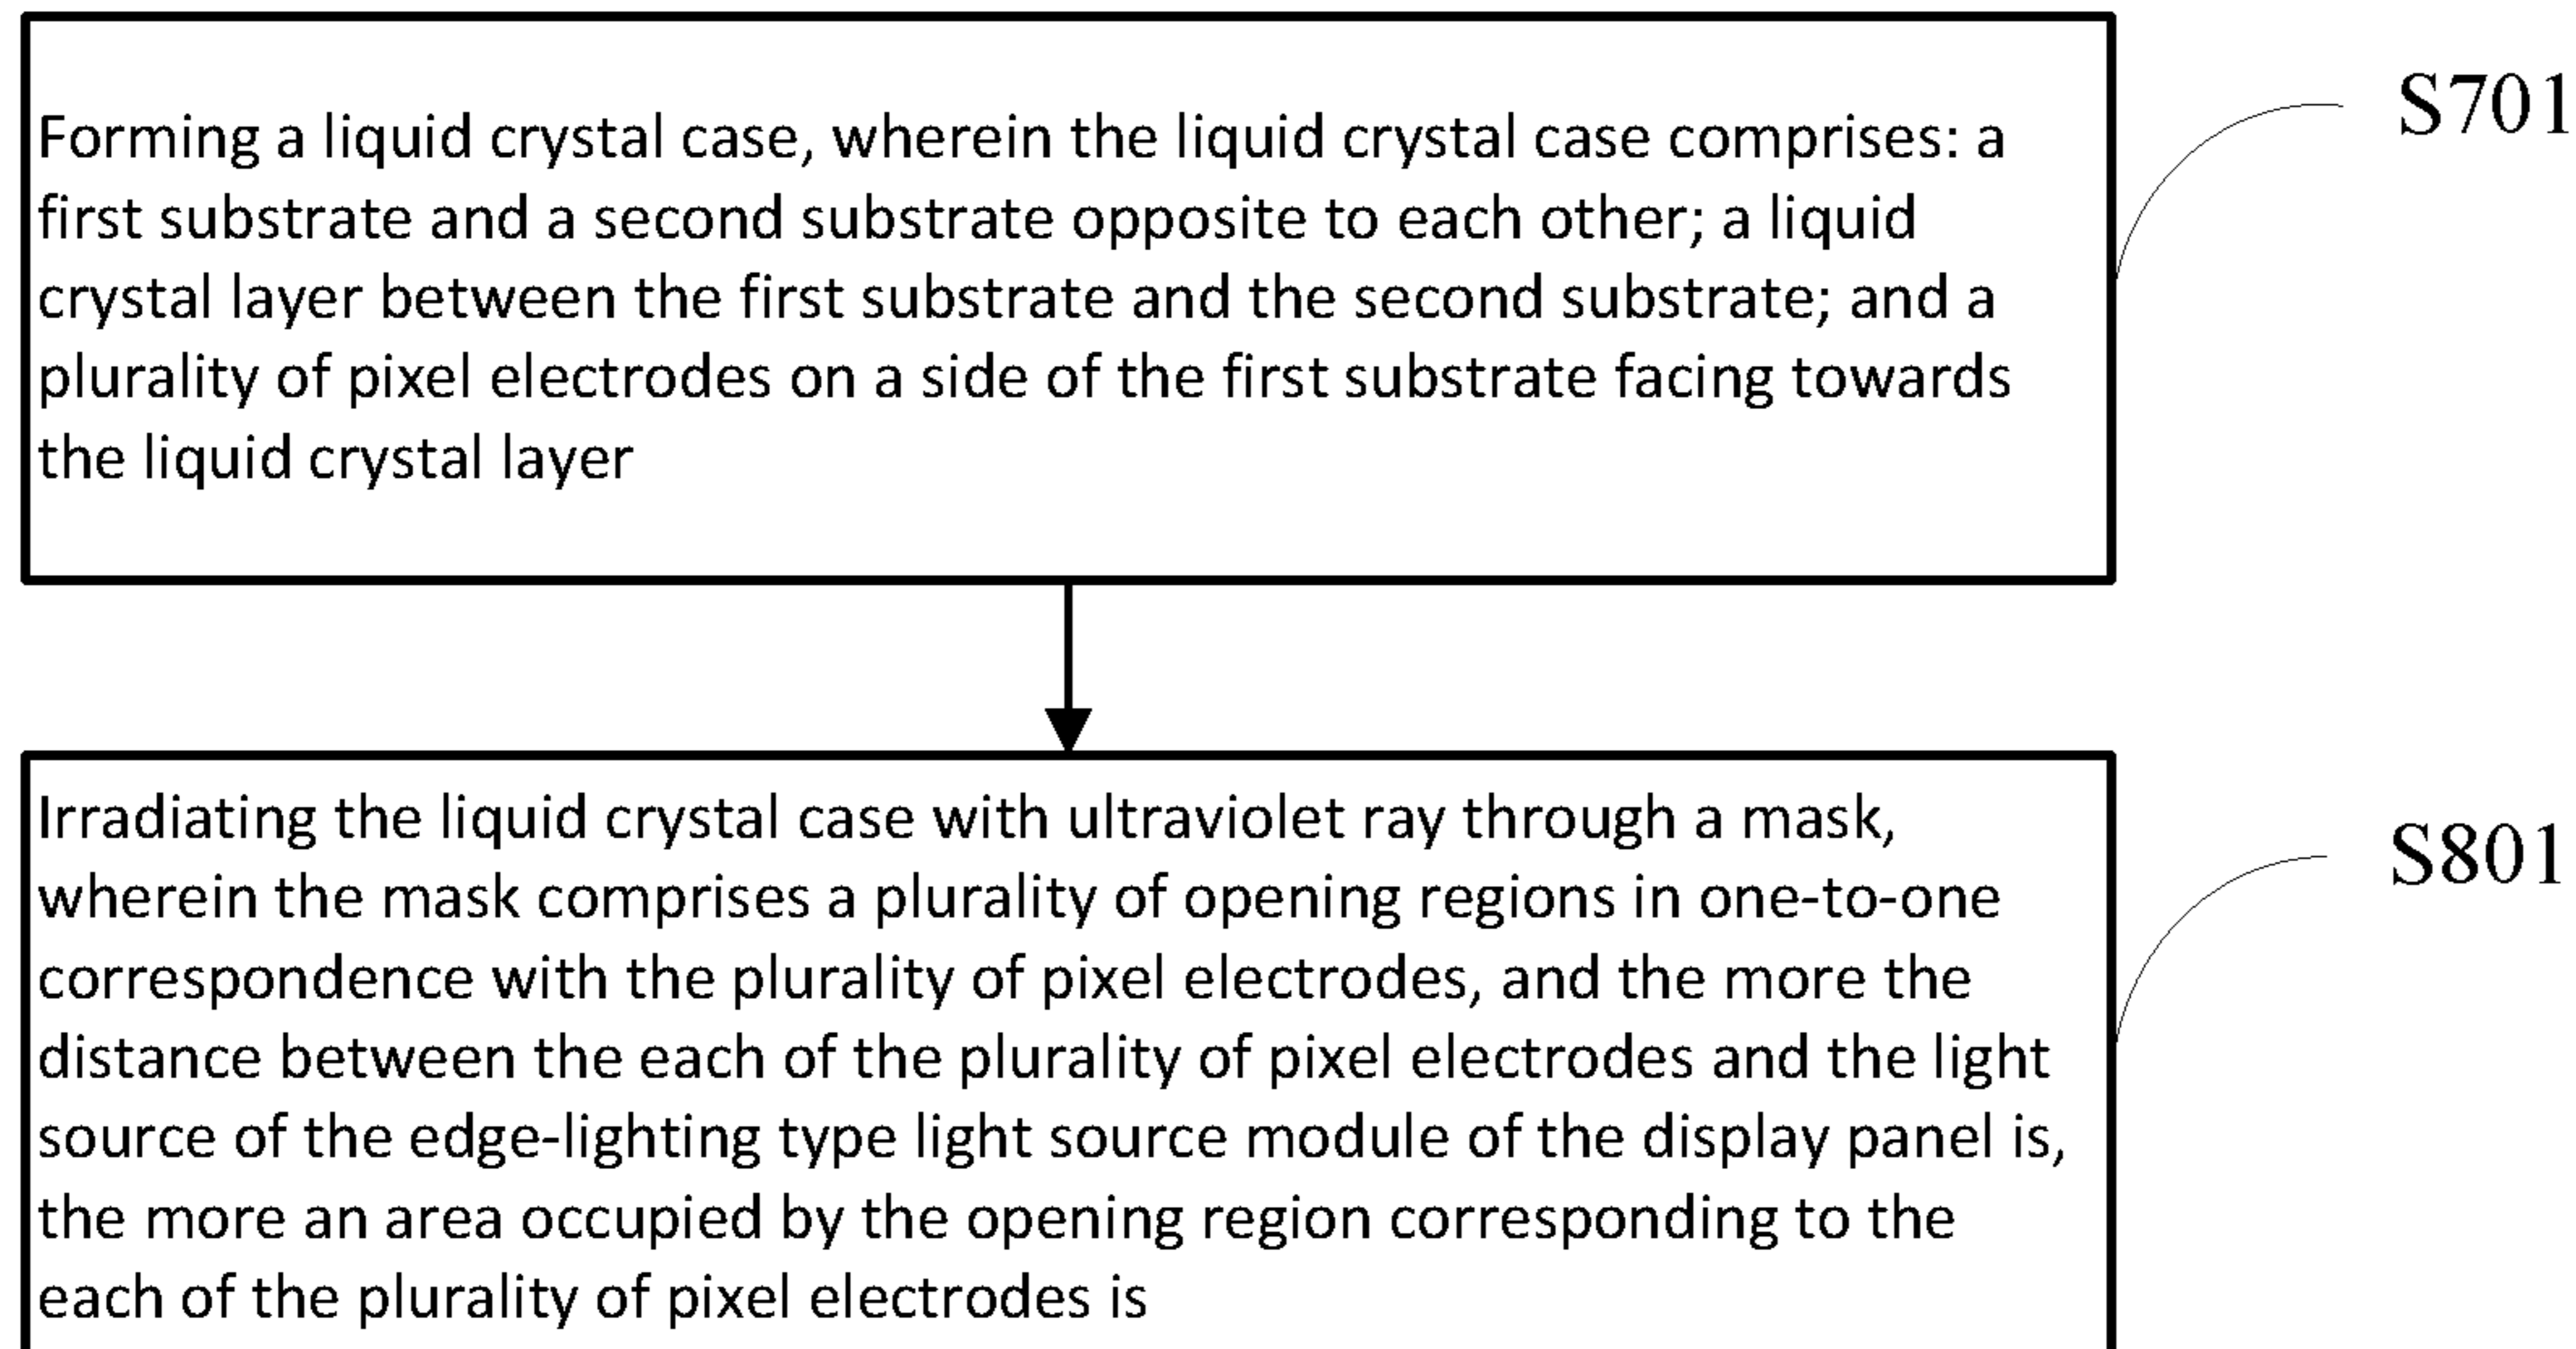 Forming a liquid crystal case, wherein the liquid crystal case comprises: a
first substrate and a second substrate opposite to each other; a liquid
crystal layer between the first substrate and the second substrate; and a
plurality of pixel electrodes on a side of the first substrate facing towards
the liquid crystal layer
S701
Irradiating the liquid crystal case with ultraviolet ray through a mask,
wherein the mask comprises a plurality of opening regions in one-to-one
correspondence with the plurality of pixel electrodes, and the more the
distance between the each of the plurality of pixel electrodes and the light
source of the edge-lighting type light source module of the display panel is,
the more an area occupied by the opening region corresponding to the
each of the plurality of pixel electrodes is
S801